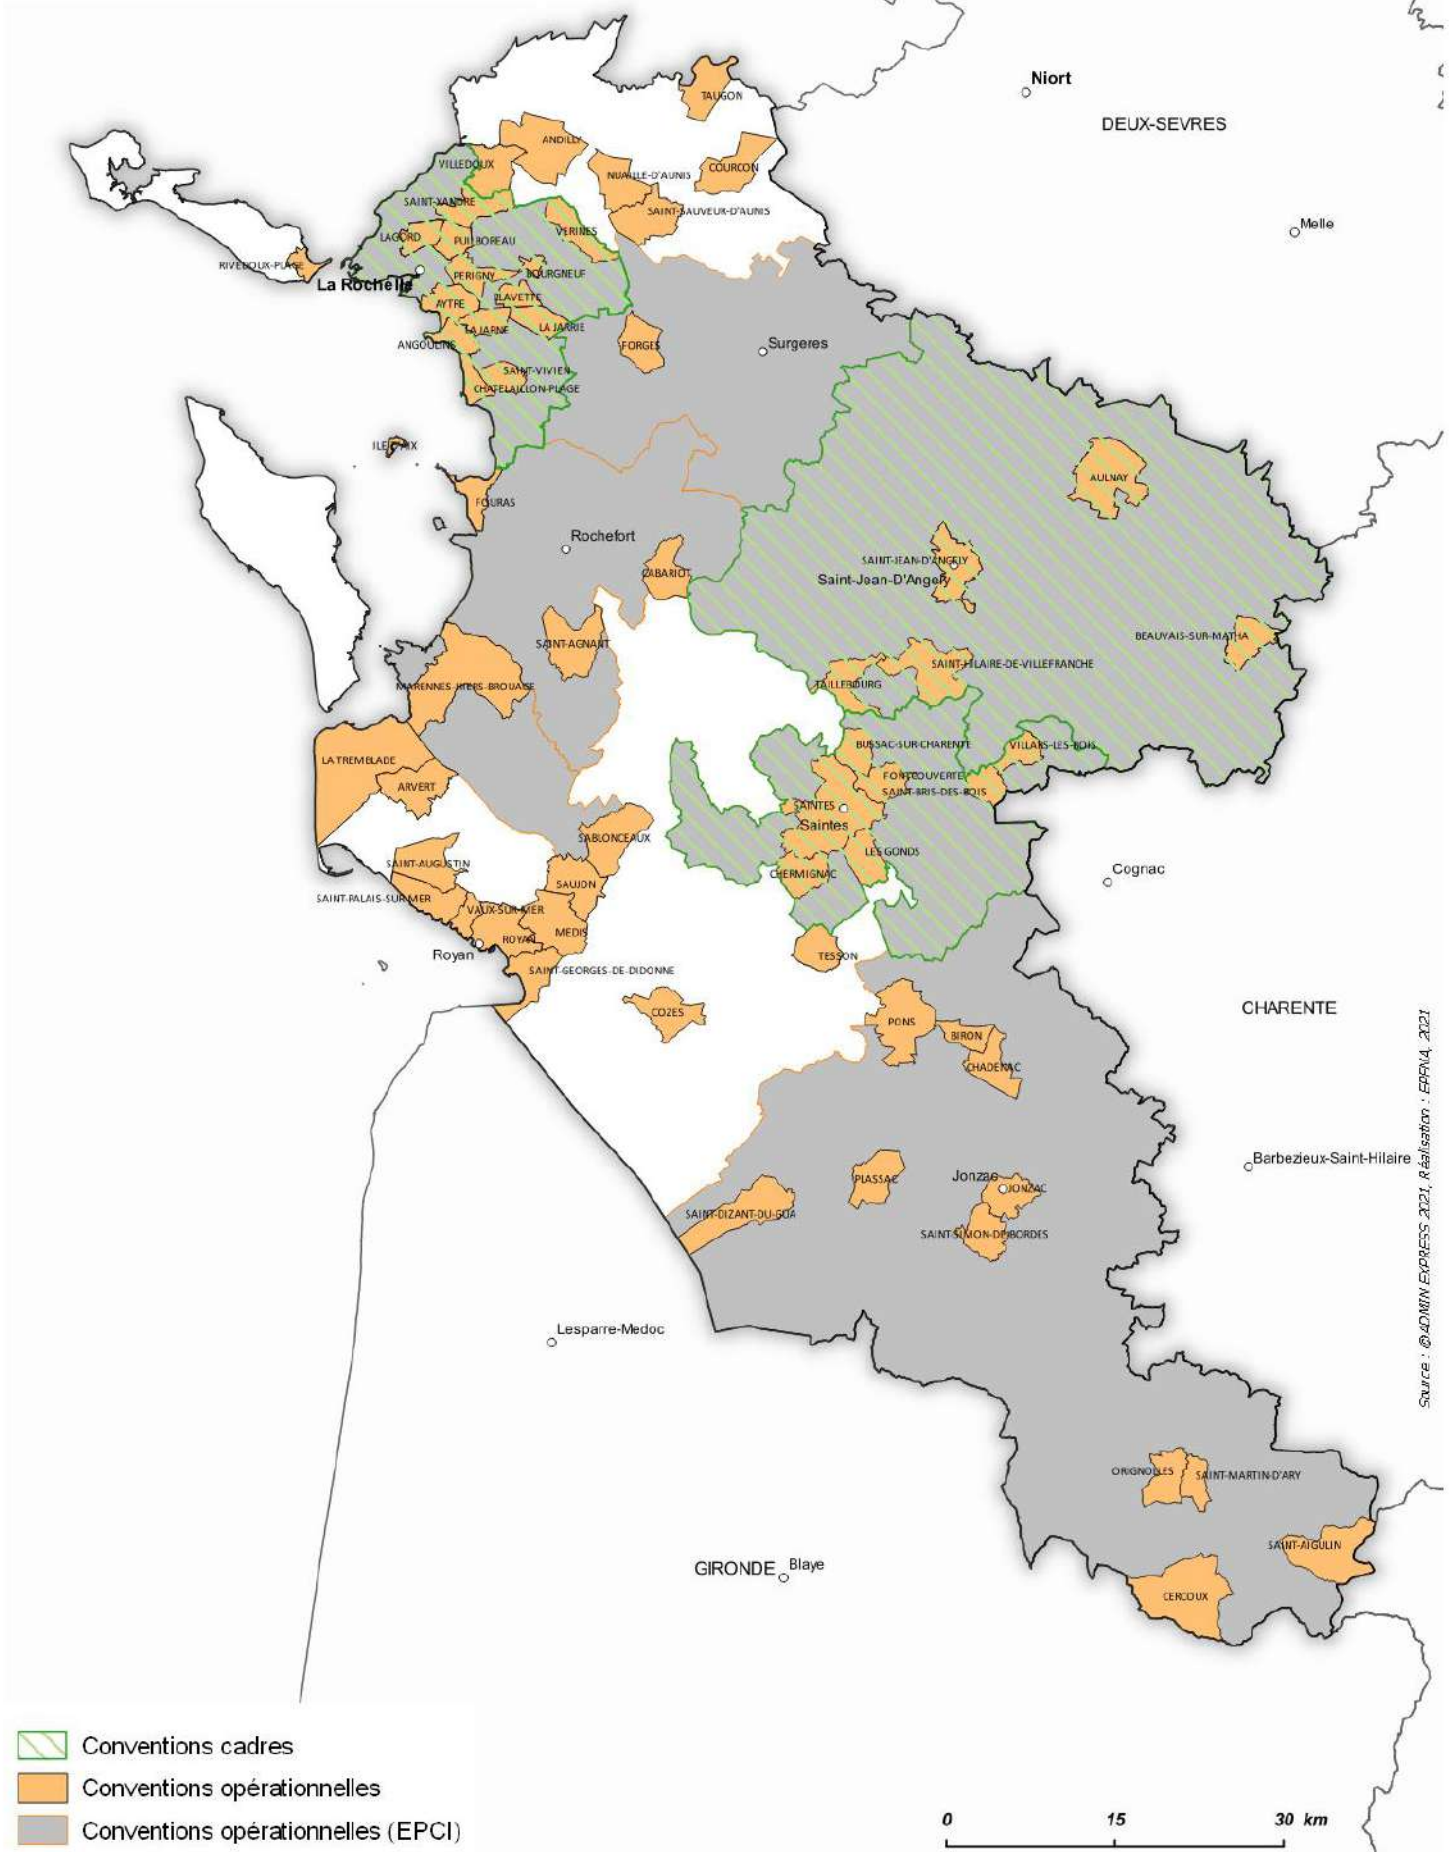 Niort
TAUGON
DEUX-SEVRES
ANDILLY
VILLEDOUX
COURCON
NUAILLE-D'AUNIS
SAINT-XANDRE
SAINT-SAUVEUR-D'AUNIS
Melle
VERINES
LAGORD
PUILBOREAU
RIVEDOUX-PLAGE
PERIGNY
BOURGNEUF
La Rochelle
CLAVETTE
AYTRE
LA JARNE
LA JARRIE
ANGOULINS
FORGES
Surgeres
SAINT-VIVIEN
CHATELAILLON-PLAGE
ILE-D'AIX
AULNAY
FOURAS
Rochefort
SAINT-JEAN-D'ANGELY
CABARIOT
Saint-Jean-D'Angely
BEAUVAIS-SUR-MATHA
SAINT-AGNANT
SAINT-HILAIRE-DE-VILLEFRANCHE
TAILLEBOURG
MARENNES-HIERS-BROUAGE
BUSSAC-SUR-CHARENTE
VILLARS-LES-BOIS
LA TREMBLADE
FONTCOUVERTE
ARVERT
SAINT-BRIS-DES-BOIS
SAINTES
Saintes
SABLONCEAUX
LES GONDS
SAINT-AUGUSTIN
CHERMIGNAC
Cognac
SAUJON
SAINT-PALAIS-SUR-MER
VAUX-SUR-MER
MEDIS
ROYAN
Royan
TESSON
SAINT-GEORGES-DE-DIDONNE
COZES
CHARENTE
PONS
BIRON
CHADENAC
Barbezieux-Saint-Hilaire
Jonzac
PLASSAC
JONZAC
SAINT-DIZANT-DU-GUA
SAINT-SIMON-DE-BORDES
Lesparre-Medoc
ORIGNOLLES
SAINT-MARTIN-D'ARY
SAINT-AIGULIN
GIRONDE
Blaye
CERCOUX
Source : ©ADMIN EXPRESS 2021, Réalisation : EPFNA, 2021
Conventions cadres
Conventions opérationnelles
Conventions opérationnelles (EPCI)
0 15 30 km